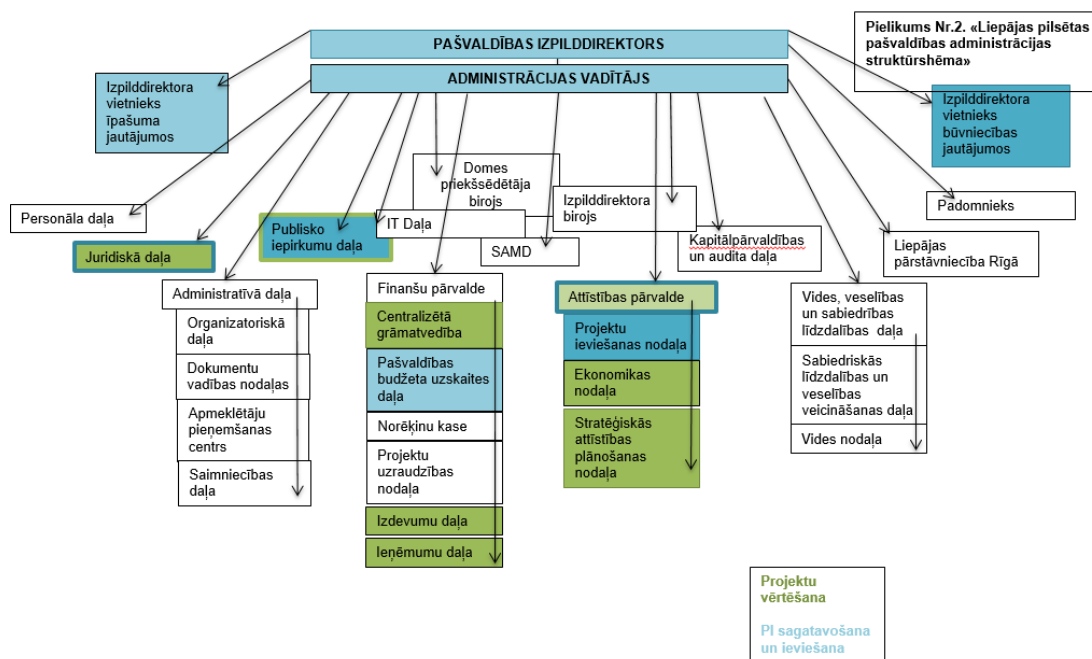 PAŠVALDĪBAS IZPILDDIREKTORS
ADMINISTRĀCIJAS VADĪTĀJS
Pielikums Nr.2. «Liepājas pilsētas
pašvaldības administrācijas
struktūrshēma»
Izpilddirektora
vietnieks
īpašuma
jautājumos
Izpilddirektora
vietnieks
būvniecības
jautājumos
Domes
priekšsēdētāja
birojs
Izpilddirektora
birojs
Padomnieks
Personāla daļa
Publisko
iepirkumu daļa
IT Daļa
SAMD
Kapitālpārvaldības
un audita daļa
Liepājas
pārstāvniecība Rīgā
Juridiskā daļa
Administratīvā daļa
Organizatoriskā
daļa
Dokumentu
vadības nodaļas
Apmeklētāju
pieņemšanas
centrs
Saimniecības
daļa
Finanšu pārvalde
Centralizētā
grāmatvedība
Pašvaldības
budžeta uzskaites
daļa
Norēķinu kase
Projektu
uzraudzības
nodaļa
Izdevumu daļa
Ieņēmumu daļa
Attīstības pārvalde
Projektu
ieviešanas nodaļa
Ekonomikas
nodaļa
Stratēģiskās
attīstības
plānošanas
nodaļa
Vides, veselības
un sabiedrības
līdzdalības daļa
Sabiedriskās
līdzdalības un
veselības
veicināšanas daļa
Vides nodaļa
Projektu
vērtēšana
PI sagatavošana
un ieviešana